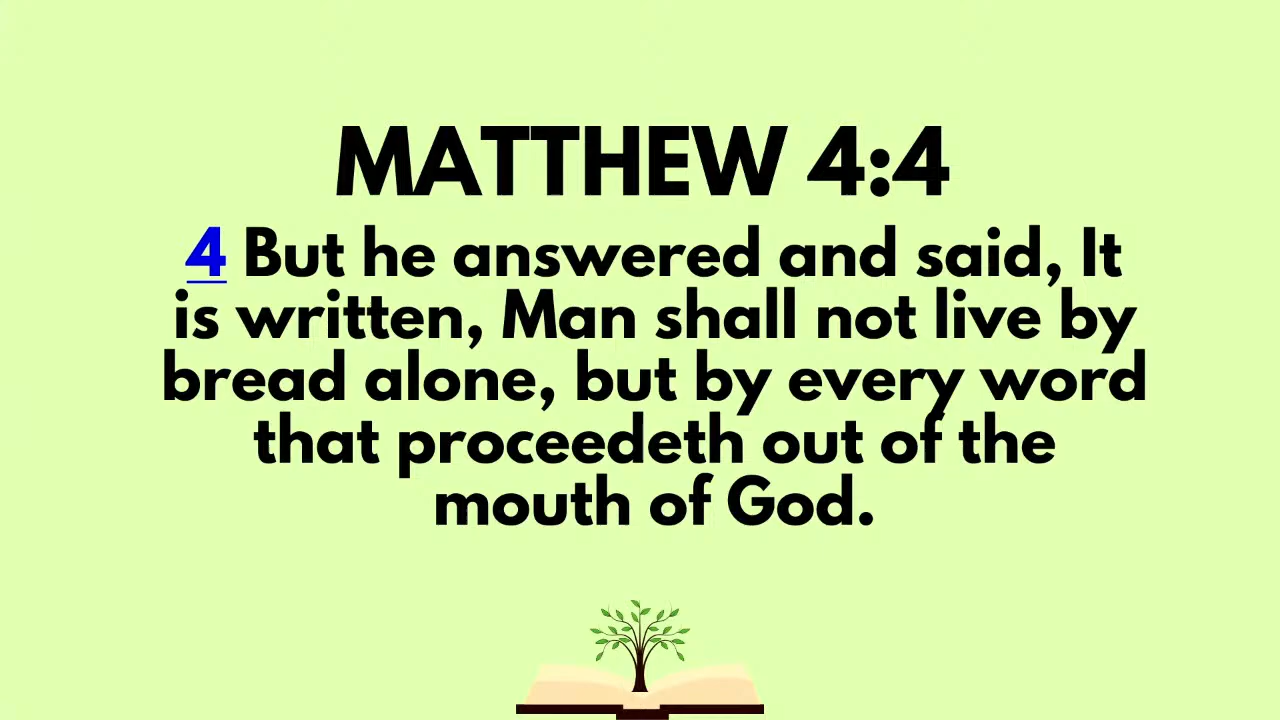 MATTHEW 4:4
4 But he answered and said, It
is written, Man shall not live by
bread alone, but by every word
that proceedeth out of the
mouth of God.